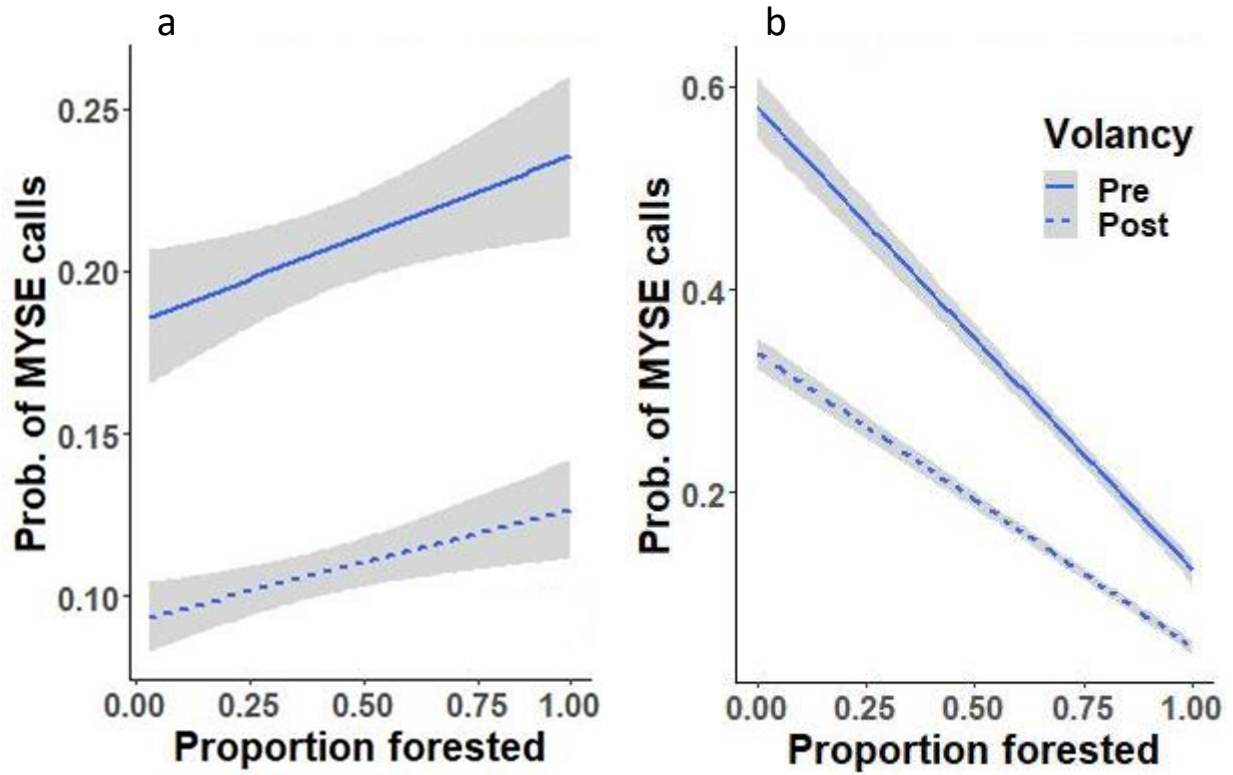 a
Prob. of MYSE calls
0.25
0.20
0.15
0.10
0.00 0.25 0.50 0.75 1.00
Proportion forested
b
Prob. of MYSE calls
0.6
0.4
0.2
0.00 0.25 0.50 0.75 1.00
Proportion forested
Volancy
Pre
Post